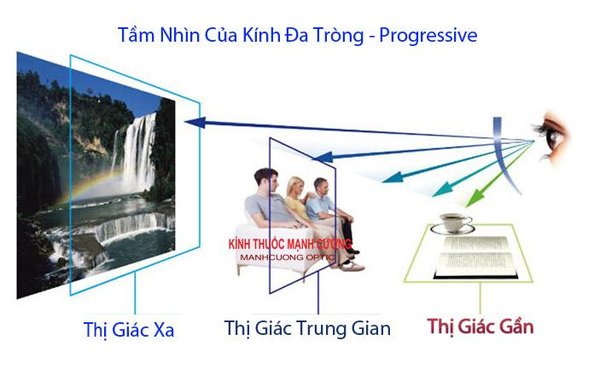 Tầm Nhìn Của Kính Đa Tròng - Progressive
KÍNH THUỐC MẠNH CƯỜNG
MANHCUONG OPTIC
Thị Giác Xa
Thị Giác Trung Gian
Thị Giác Gần